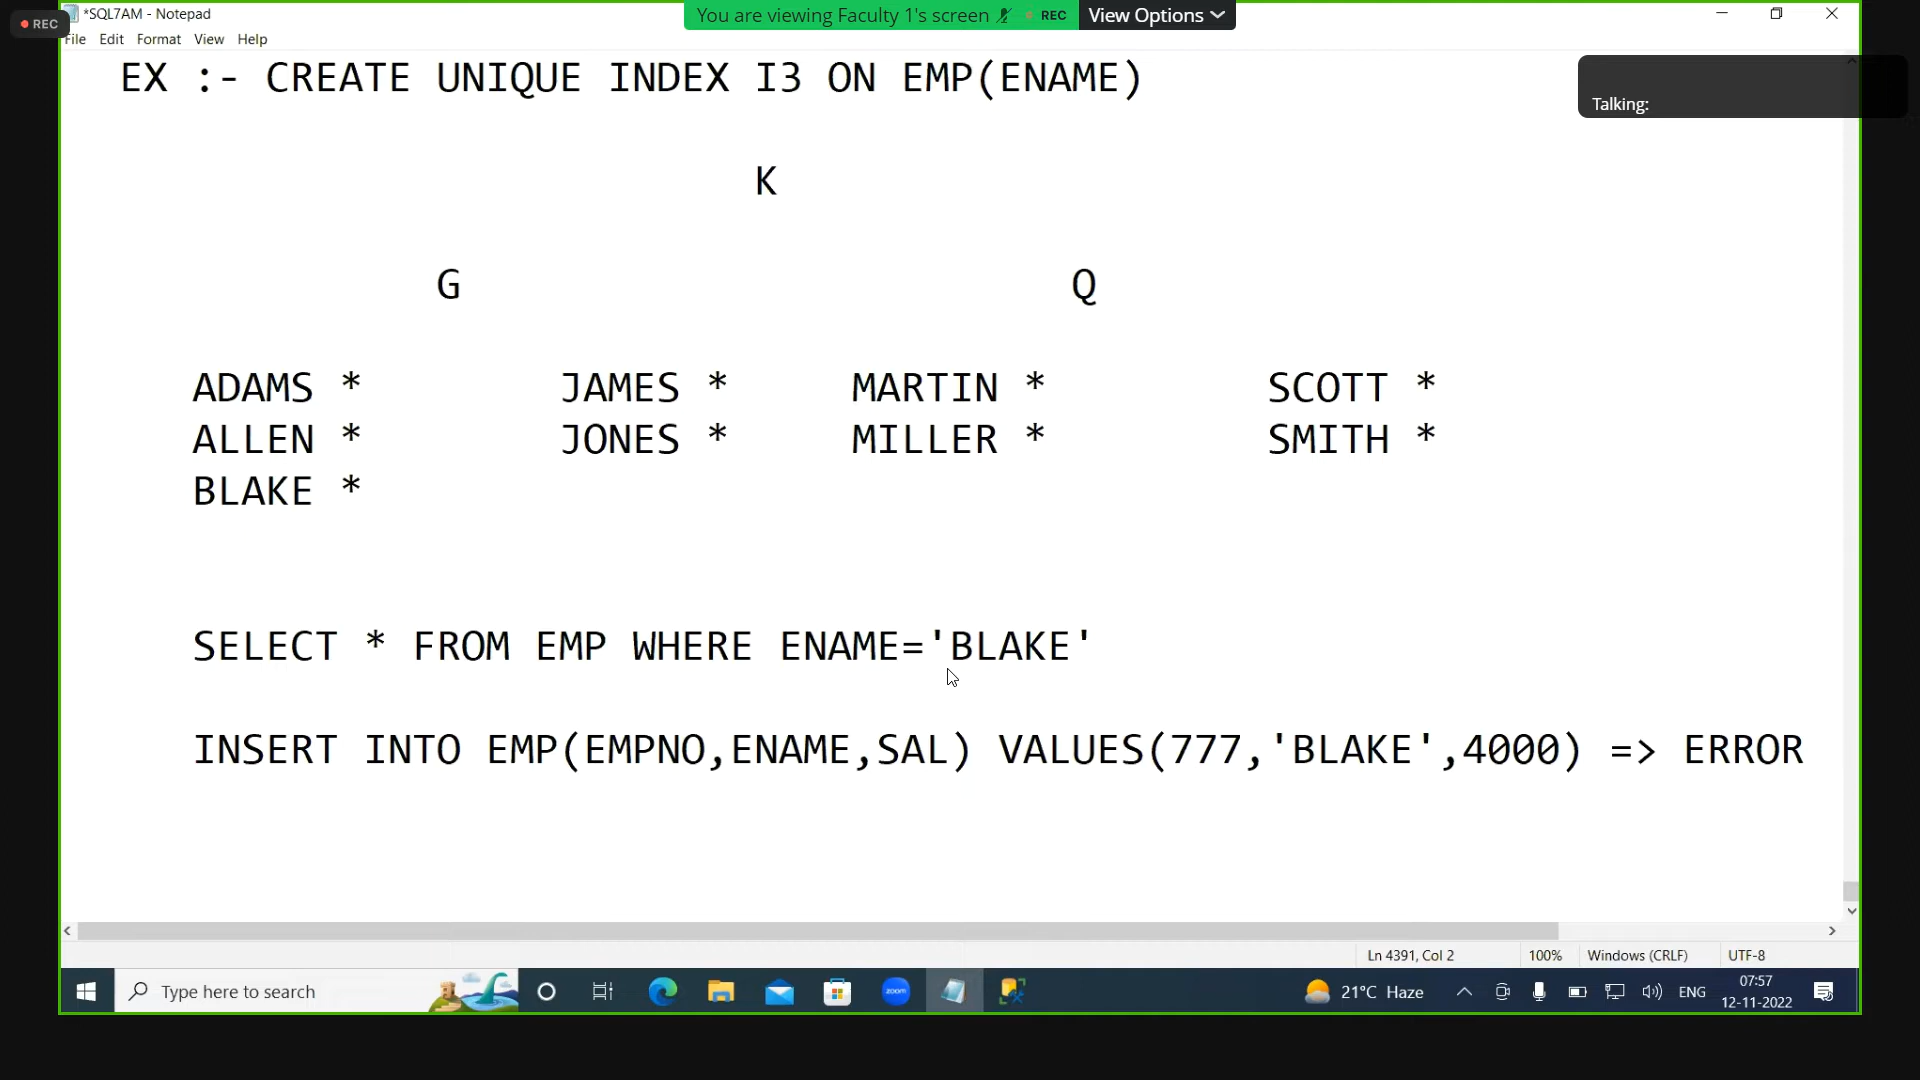 REC
*SQL7AM - Notepad
You are viewing Faculty 1's screen
REC
View Options
File Edit Format View Help
Talking:
EX :- CREATE UNIQUE INDEX I3 ON EMP(ENAME)
K
G Q
ADAMS * JAMES * MARTIN * SCOTT *
ALLEN * JONES * MILLER * SMITH *
BLAKE *
SELECT * FROM EMP WHERE ENAME='BLAKE'
INSERT INTO EMP(EMPNO,ENAME,SAL) VALUES(777,'BLAKE',4000) => ERROR
Ln 4391, Col 2 100% Windows (CRLF) UTF-8
Type here to search
zoom
21°C Haze
ENG
07:57
12-11-2022